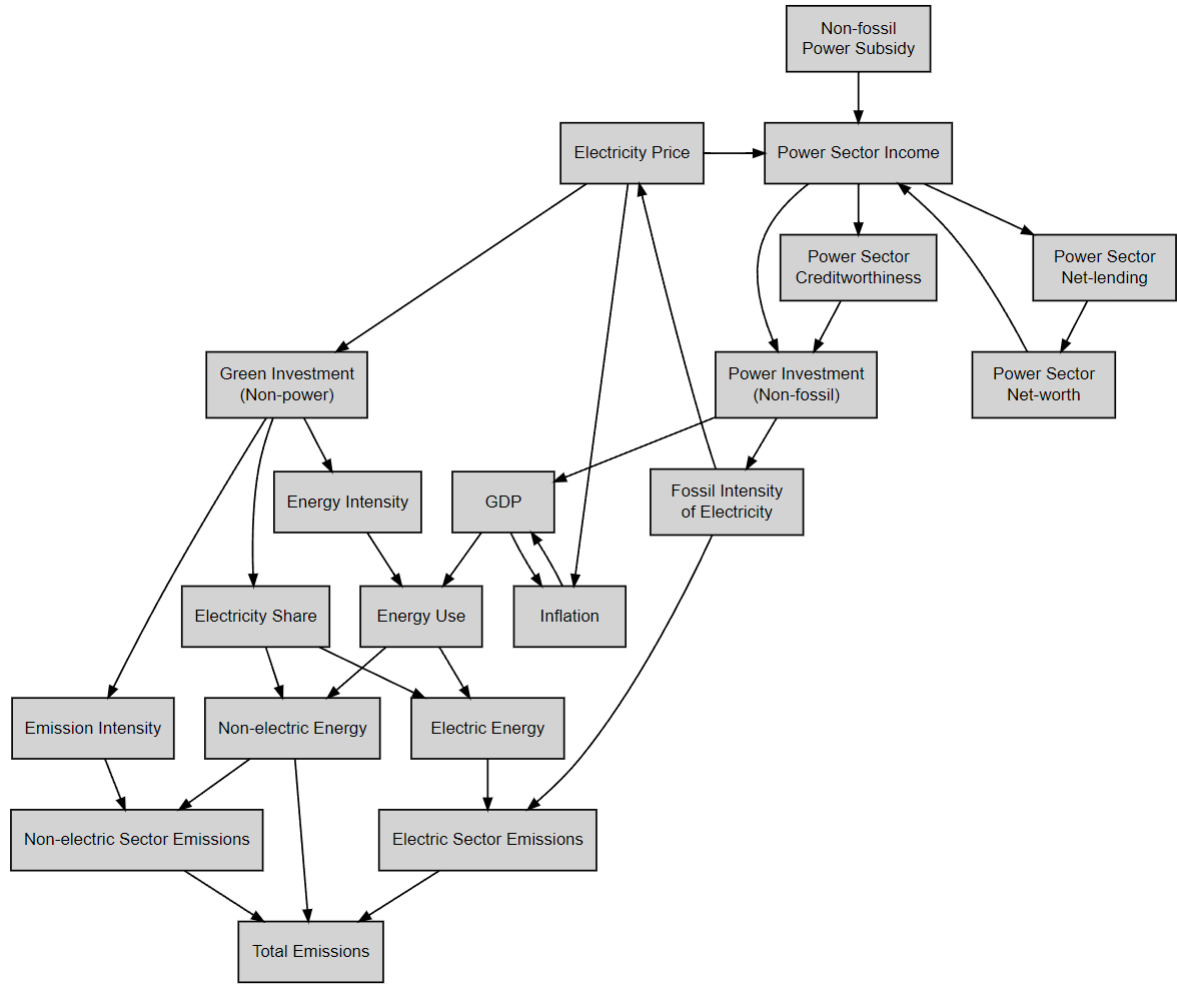 Non-fossil
Power Subsidy
Electricity Price
Power Sector Income
Power Sector
Creditworthiness
Power Sector
Net-lending
Green Investment
(Non-power)
Power Investment
(Non-fossil)
Power Sector
Net-worth
Energy Intensity
GDP
Fossil Intensity
of Electricity
Electricity Share
Energy Use
Inflation
Emission Intensity
Non-electric Energy
Electric Energy
Non-electric Sector Emissions
Electric Sector Emissions
Total Emissions